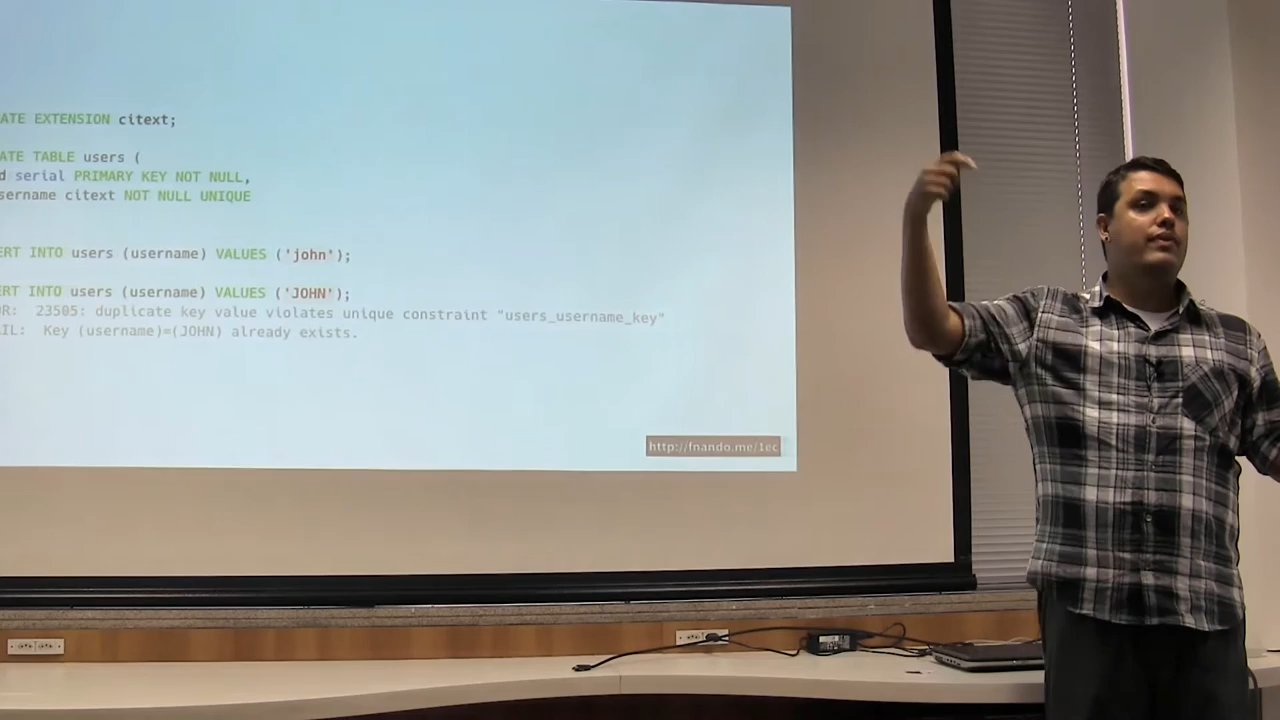 ATE EXTENSION citext;
ATE TABLE users (
d serial PRIMARY KEY NOT NULL,
sername citext NOT NULL UNIQUE
ERT INTO users (username) VALUES ('john');
ERT INTO users (username) VALUES ('JOHN');
OR: 23505: duplicate key value violates unique constraint "users_username_key"
AIL: Key (username)=(JOHN) already exists.
http://fnando.me/1ec